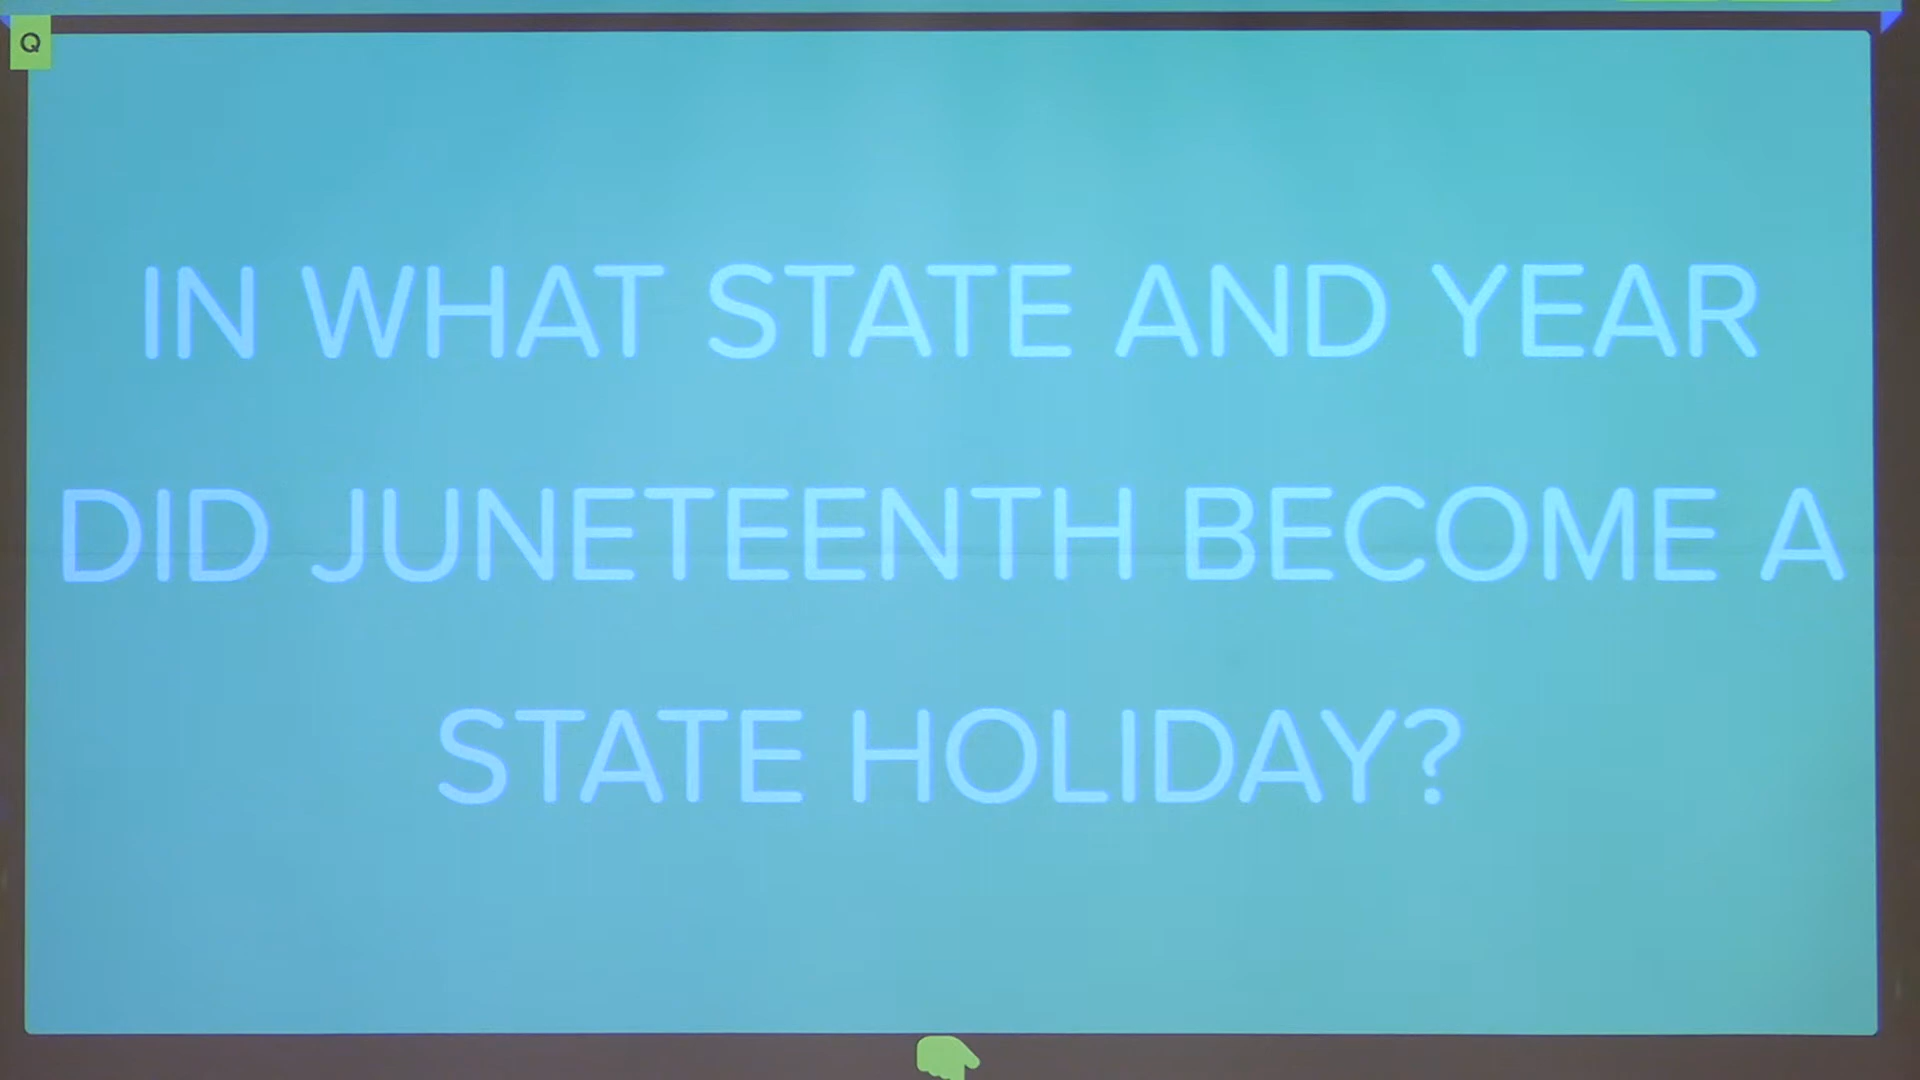 Q
IN WHAT STATE AND YEAR
DID JUNETEENTH BECOME A
STATE HOLIDAY?